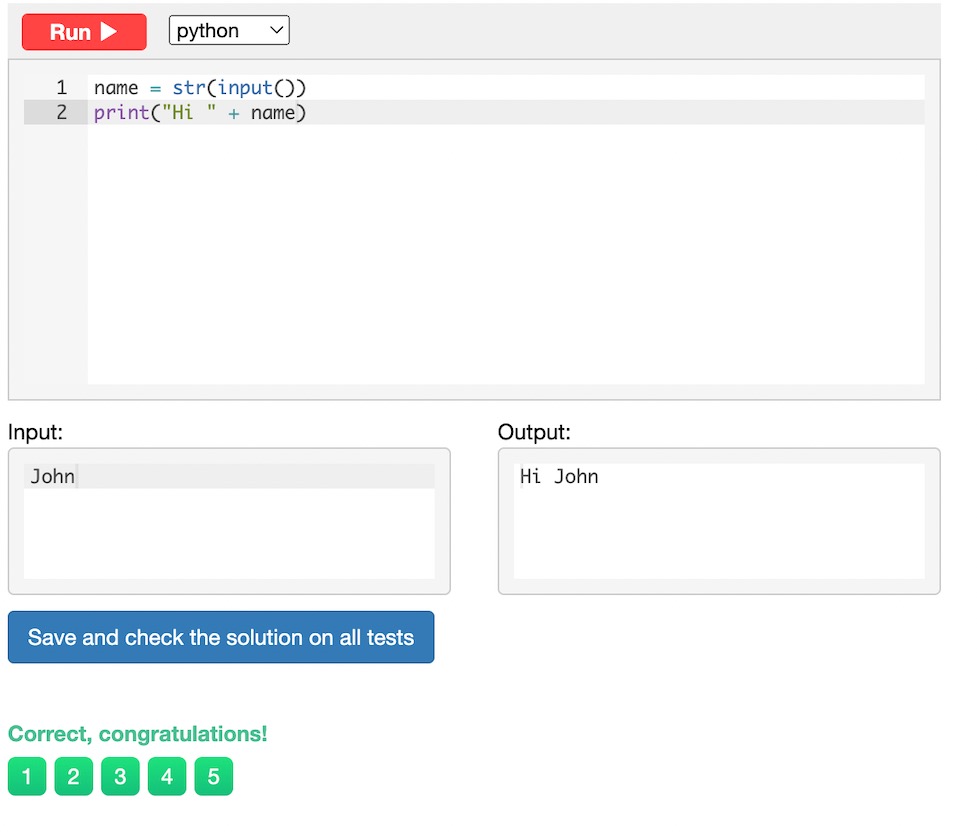 Run ▶ python
1 name = str(input())
2 print("Hi " + name)
Input: Output:
John Hi John
Save and check the solution on all tests
Correct, congratulations!
1 2 3 4 5